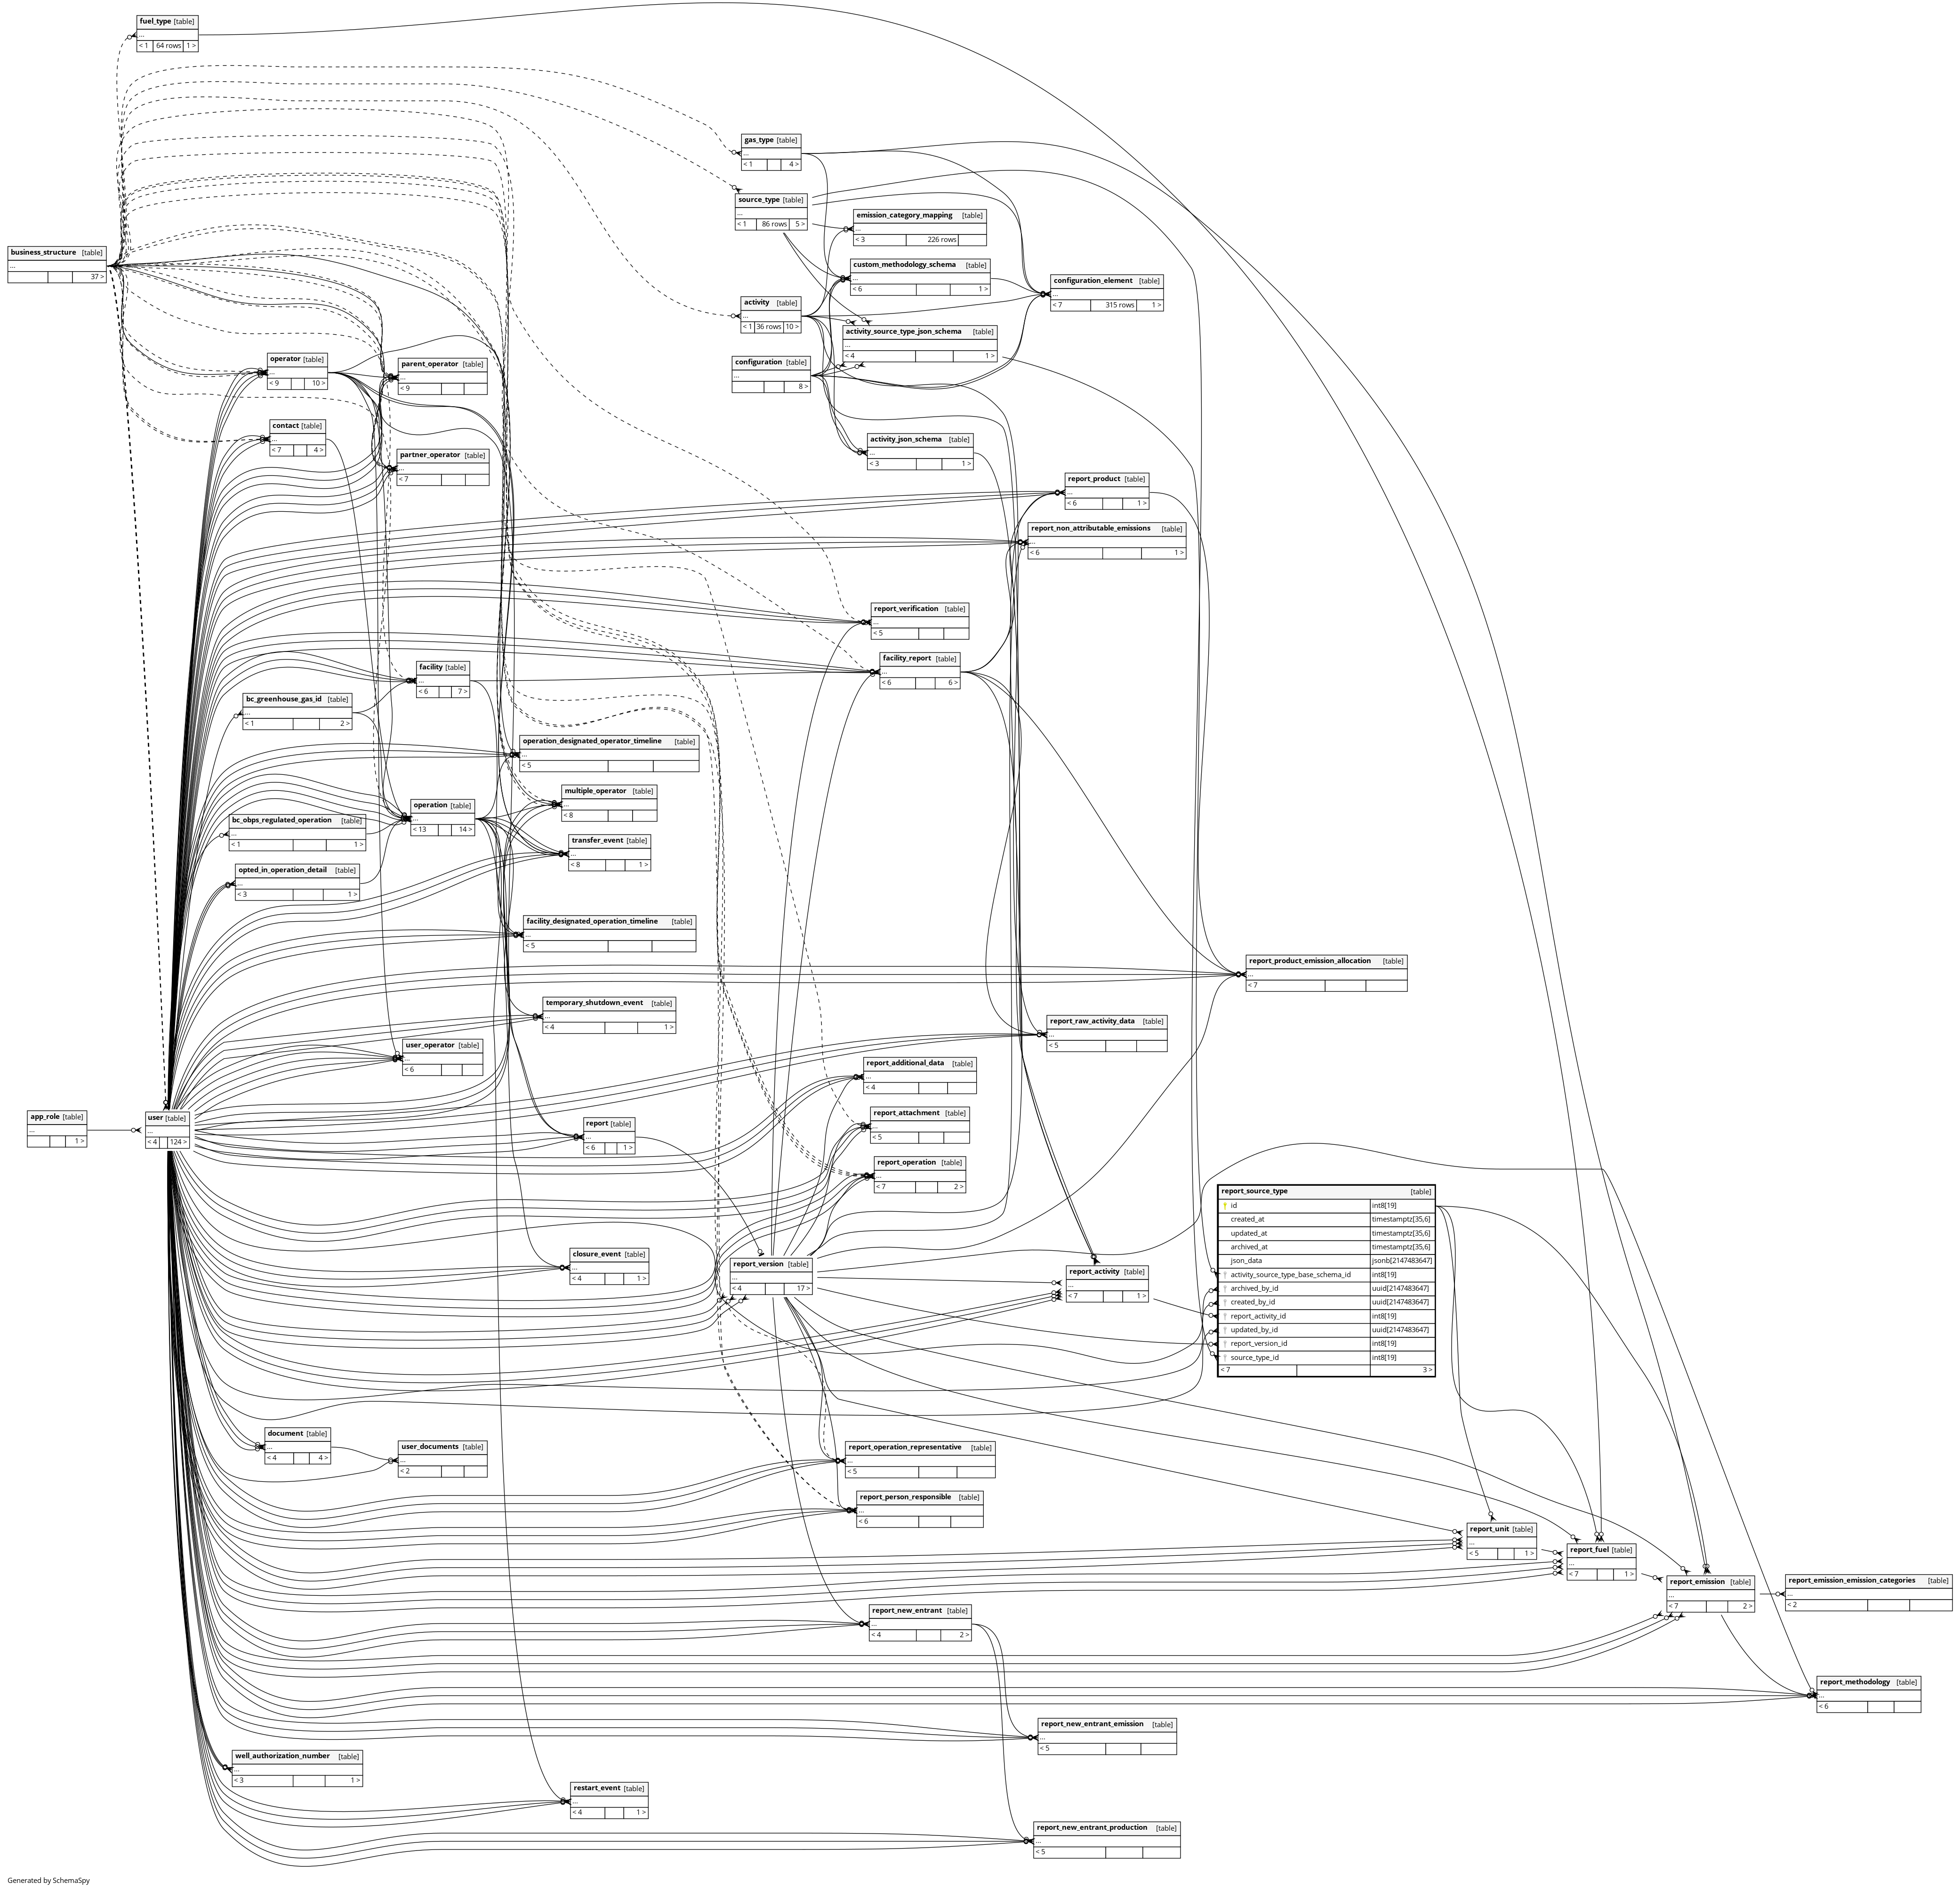 fuel_type [table]
...
< 1 64 rows 1 >
gas_type [table]
...
< 1 4 >
source_type [table]
...
< 1 86 rows 5 >
emission_category_mapping [table]
...
< 3 226 rows
business_structure [table]
...
37 >
custom_methodology_schema [table]
...
< 6 1 >
configuration_element [table]
...
< 7 315 rows 1 >
activity [table]
...
< 1 36 rows 10 >
activity_source_type_json_schema [table]
...
< 4 1 >
operator [table]
...
< 9 10 >
parent_operator [table]
...
< 9
configuration [table]
...
8 >
contact [table]
...
< 7 4 >
activity_json_schema [table]
...
< 3 1 >
partner_operator [table]
...
< 7
report_product [table]
...
< 6 1 >
report_non_attributable_emissions [table]
...
< 6 1 >
report_verification [table]
...
< 5
facility_report [table]
...
< 6 6 >
facility [table]
...
< 6 7 >
bc_greenhouse_gas_id [table]
...
< 1 2 >
operation_designated_operator_timeline [table]
...
< 5
multiple_operator [table]
...
< 8
operation [table]
...
< 13 14 >
bc_obps_regulated_operation [table]
...
< 1 1 >
transfer_event [table]
...
< 8 1 >
opted_in_operation_detail [table]
...
< 3 1 >
facility_designated_operation_timeline [table]
...
< 5
report_product_emission_allocation [table]
...
< 7
temporary_shutdown_event [table]
...
< 4 1 >
report_raw_activity_data [table]
...
< 5
user_operator [table]
...
< 6
report_additional_data [table]
...
< 4
app_role [table]
...
1 >
user [table]
...
< 4 124 >
report [table]
...
< 6 1 >
report_attachment [table]
...
< 5
report_operation [table]
...
< 7 2 >
report_source_type [table]
id int8[19]
created_at timestamptz[35,6]
updated_at timestamptz[35,6]
archived_at timestamptz[35,6]
json_data jsonb[2147483647]
activity_source_type_base_schema_id int8[19]
archived_by_id uuid[2147483647]
created_by_id uuid[2147483647]
report_activity_id int8[19]
updated_by_id uuid[2147483647]
report_version_id int8[19]
source_type_id int8[19]
< 7 3 >
closure_event [table]
...
< 4 1 >
report_version [table]
...
< 4 17 >
report_activity [table]
...
< 7 1 >
document [table]
...
< 4 4 >
user_documents [table]
...
< 2
report_operation_representative [table]
...
< 5
report_person_responsible [table]
...
< 6
report_unit [table]
...
< 5 1 >
report_fuel [table]
...
< 7 1 >
report_emission [table]
...
< 7 2 >
report_emission_emission_categories [table]
...
< 2
report_new_entrant [table]
...
< 4 2 >
report_methodology [table]
...
< 6
report_new_entrant_emission [table]
...
< 5
well_authorization_number [table]
...
< 3 1 >
restart_event [table]
...
< 4 1 >
report_new_entrant_production [table]
...
< 5
Generated by SchemaSpy